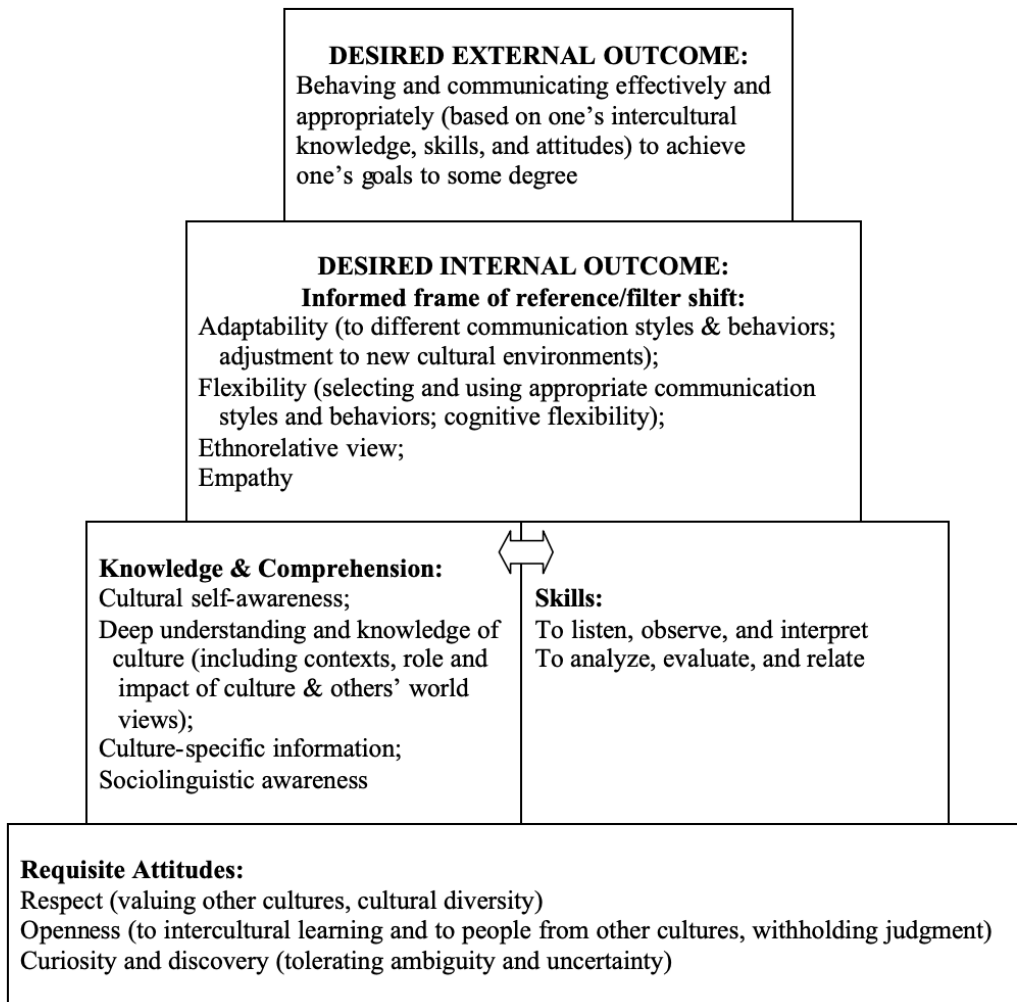 DESIRED EXTERNAL OUTCOME:
Behaving and communicating effectively and
appropriately (based on one’s intercultural
knowledge, skills, and attitudes) to achieve
one’s goals to some degree
DESIRED INTERNAL OUTCOME:
Informed frame of reference/filter shift:
Adaptability (to different communication styles & behaviors;
adjustment to new cultural environments);
Flexibility (selecting and using appropriate communication
styles and behaviors; cognitive flexibility);
Ethnorelative view;
Empathy
Knowledge & Comprehension:
Cultural self-awareness;
Deep understanding and knowledge of
culture (including contexts, role and
impact of culture & others’ world
views);
Culture-specific information;
Sociolinguistic awareness
Skills:
To listen, observe, and interpret
To analyze, evaluate, and relate
Requisite Attitudes:
Respect (valuing other cultures, cultural diversity)
Openness (to intercultural learning and to people from other cultures, withholding judgment)
Curiosity and discovery (tolerating ambiguity and uncertainty)